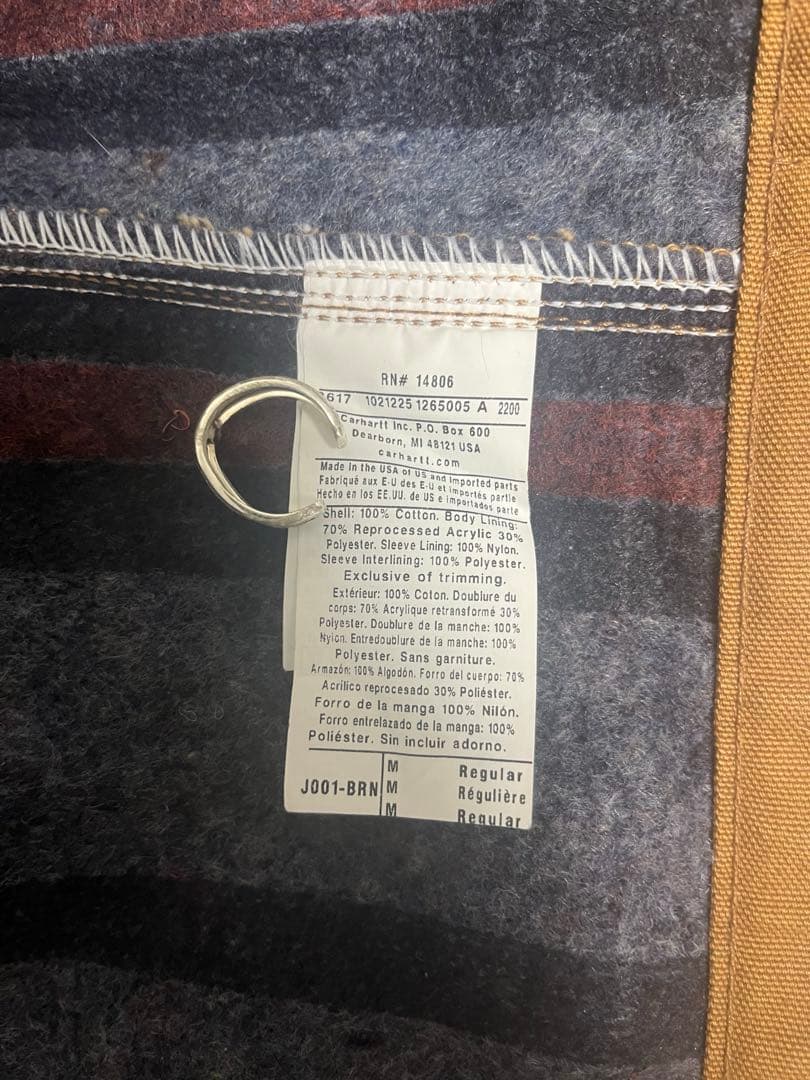 RN# 14806
617 1021225 1265005 A 2200
Carhartt Inc. P.O. Box 600
Dearborn, MI 48121 USA
carhartt.com
Made in the USA of US and Imported parts
Fabriqué aux E-U des E-U et importés partie
Hecho en los EE.UU. de US e importados parte
Shell: 100% Cotton. Body Lining:
70% Reprocessed Acrylic 30%
Polyester. Sleeve Lining: 100% Nylon.
Sleeve Interlining: 100% Polyester.
Exclusive of trimming.
Extérieur: 100% Coton. Doublure du
corps: 70% Acrylique retransformé 30%
Polyester. Doublure de la manche: 100%
Nylon. Entredoublure de la manche: 100%
Polyester. Sans garniture.
Armazón: 100% Algodón. Forro del cuerpo: 70%
Acrílico reprocesado 30% Poliéster.
Forro de la manga 100% Nilón.
Forro entrelazado de la manga: 100%
Poliéster. Sin incluir adorno.
M Regular
J001-BRN M Régulière
M Regular